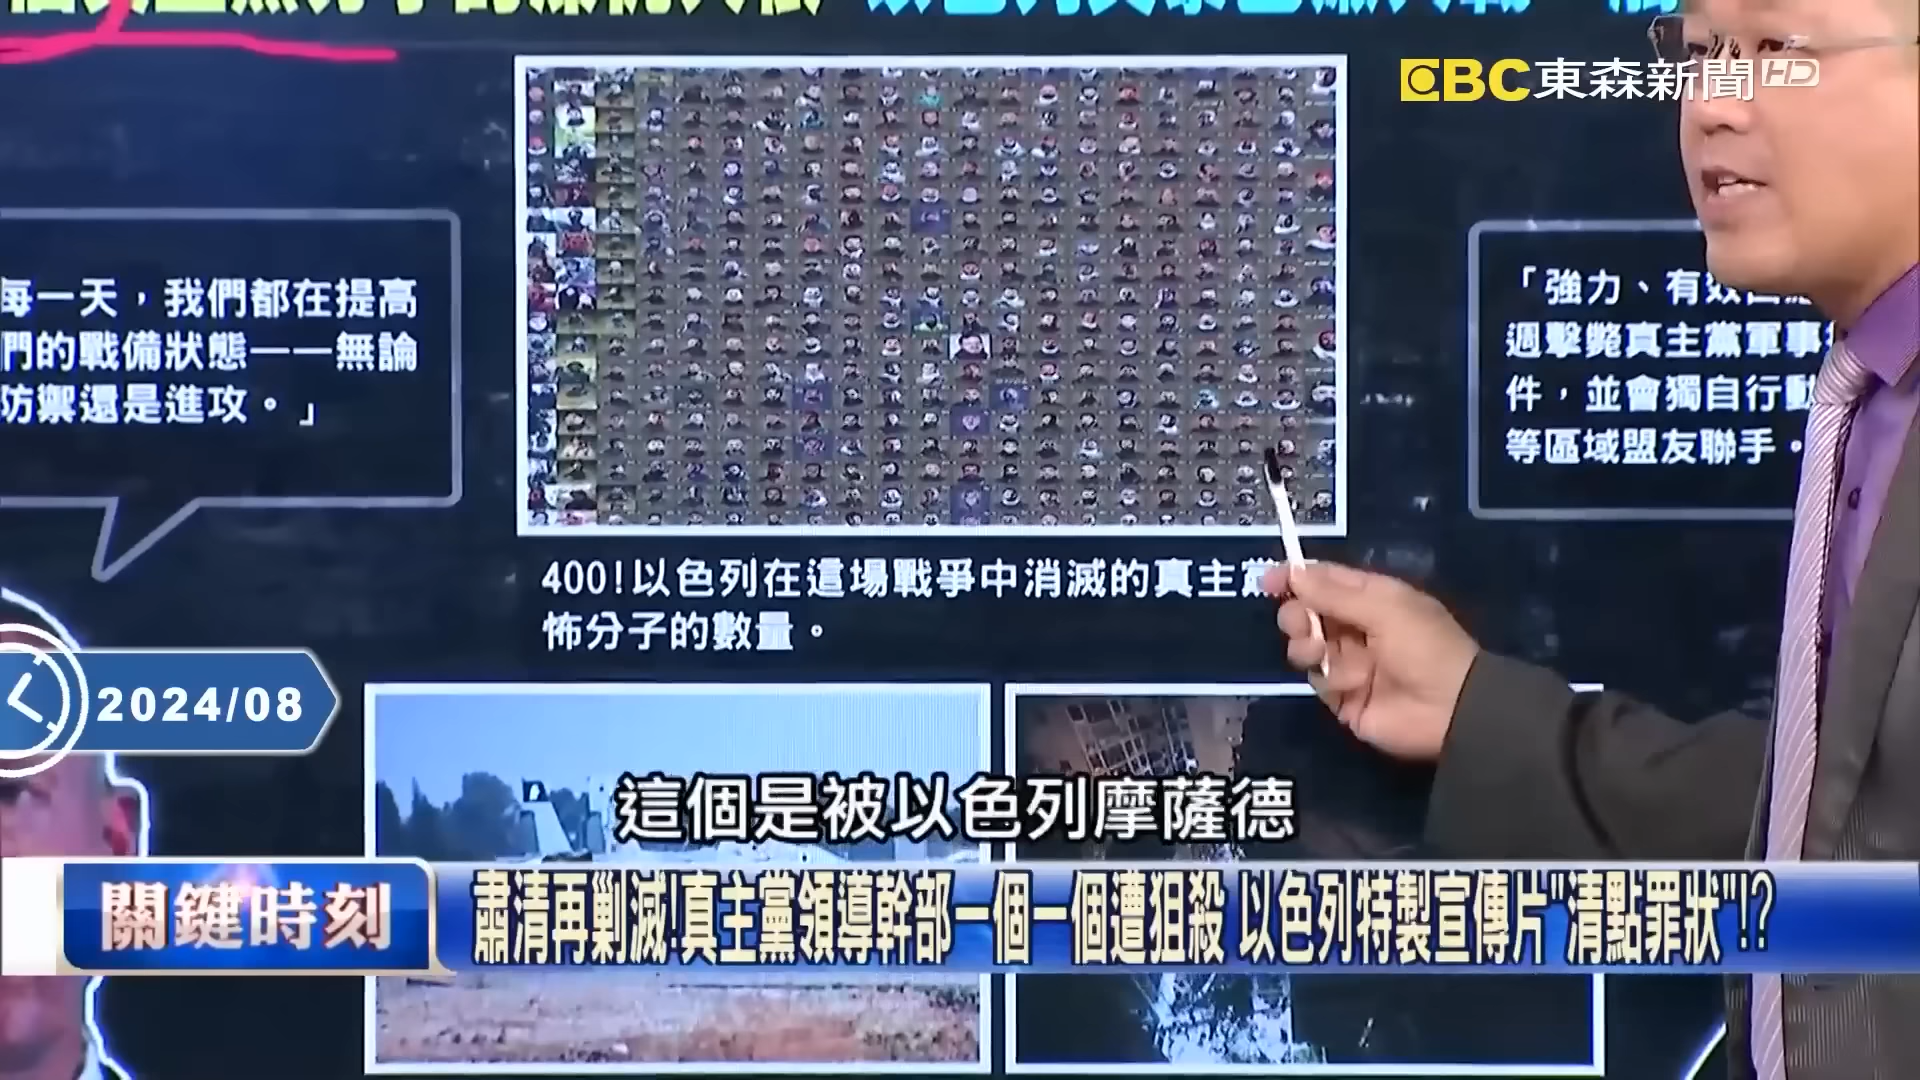 EBC東森新聞HD
每一天,我們都在提高
們的戰備狀態——無論
防禦還是進攻。」
「強力、有效回應
週擊斃真主黨軍事
件,並會獨自行動
等區域盟友聯手。
400!以色列在這場戰爭中消滅的真主黨
怖分子的數量。
2024/08
這個是被以色列摩薩德
關鍵時刻
肅清再剿滅!真主黨領導幹部一個一個遭狙殺 以色列特製宣傳片"清點罪狀"!?